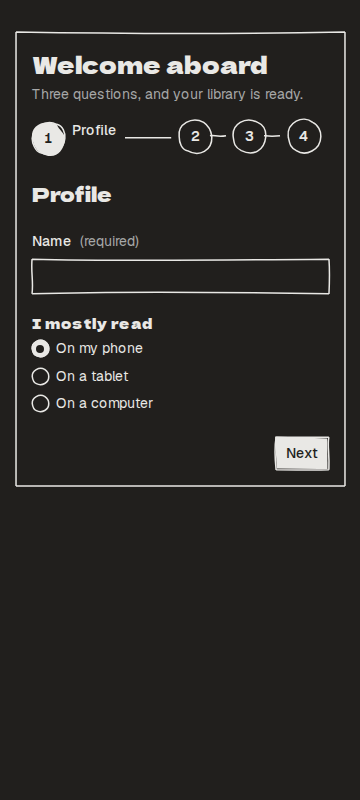 Welcome aboard
Three questions, and your library is ready.
1 Profile 2 3 4
Profile
Name (required)
I mostly read
On my phone
On a tablet
On a computer
Next